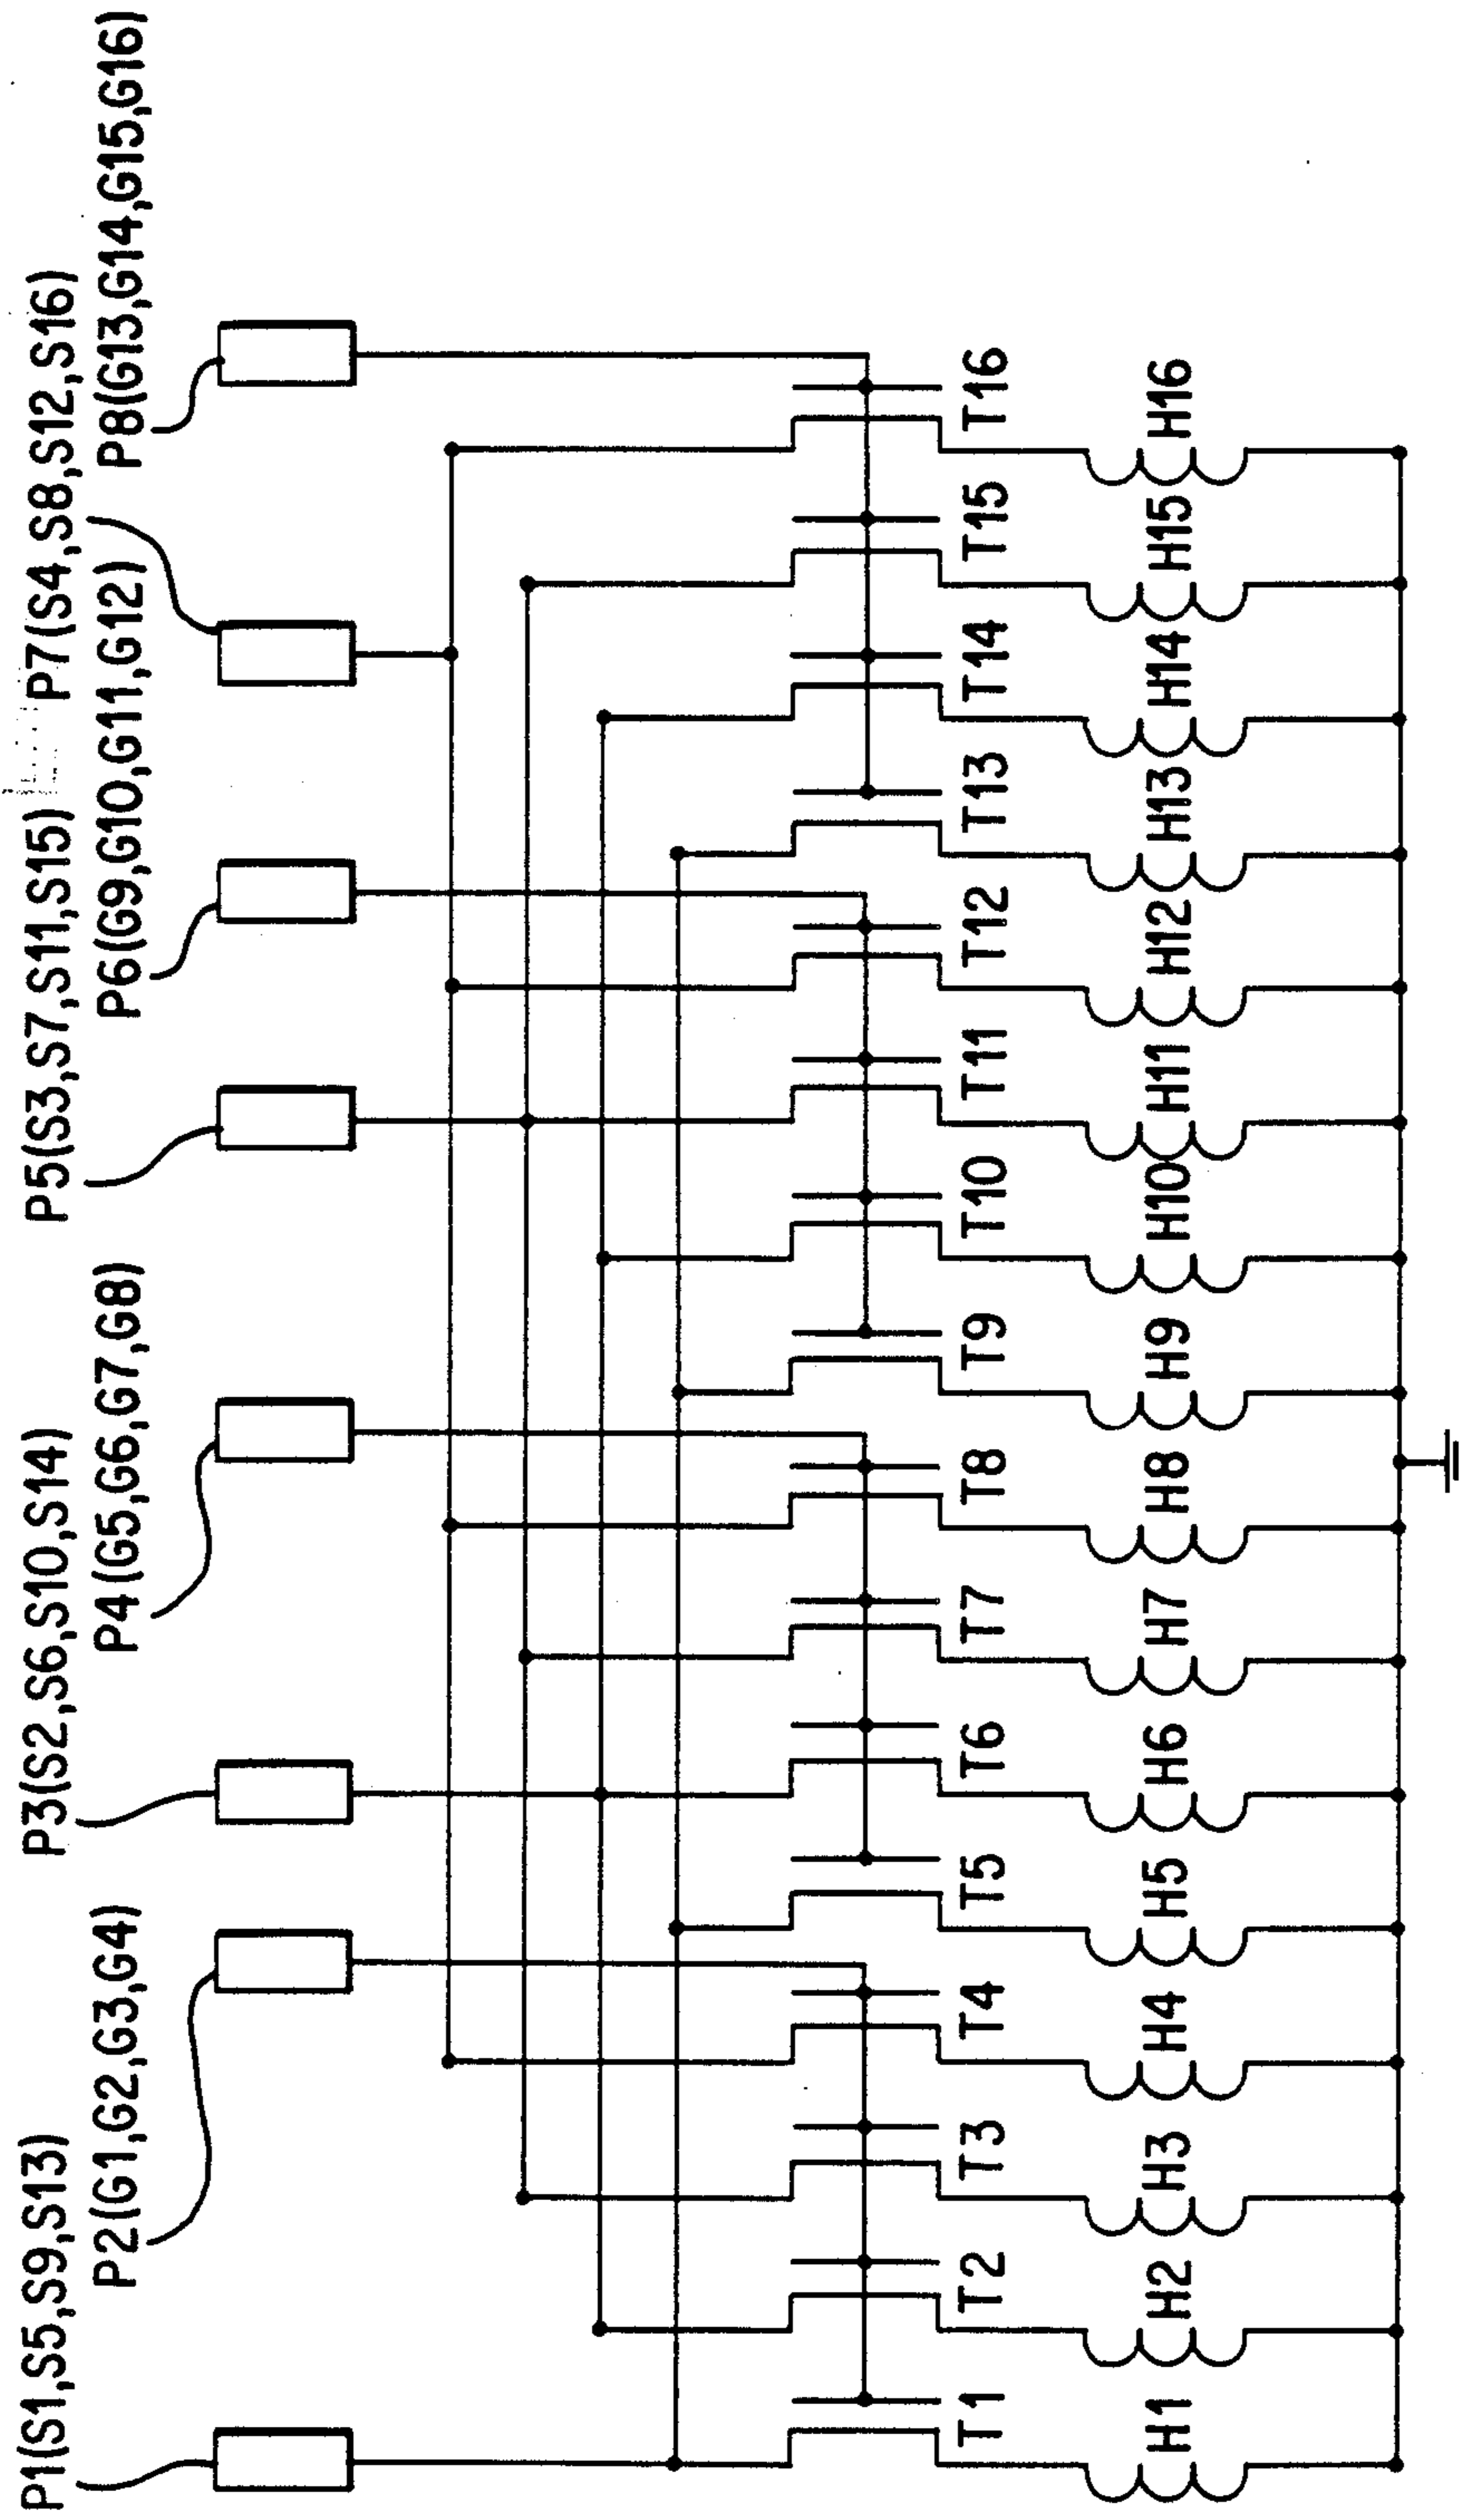 P1(S1,S5,S9,S13)
P3(S2,S6,S10,S14)
P5(S3,S7,S11,S15)
P7(S4,S8,S12,S16)
P2(G1,G2,G3,G4)
P4(G5,G6,G7,G8)
P6(G9,G10,G11,G12)
P8(G13,G14,G15,G16)
T1 T2 T3 T4 T5 T6 T7 T8 T9 T10 T11 T12 T13 T14 T15 T16
H1 H2 H3 H4 H5 H6 H7 H8 H9 H10 H11 H12 H13 H14 H15 H16